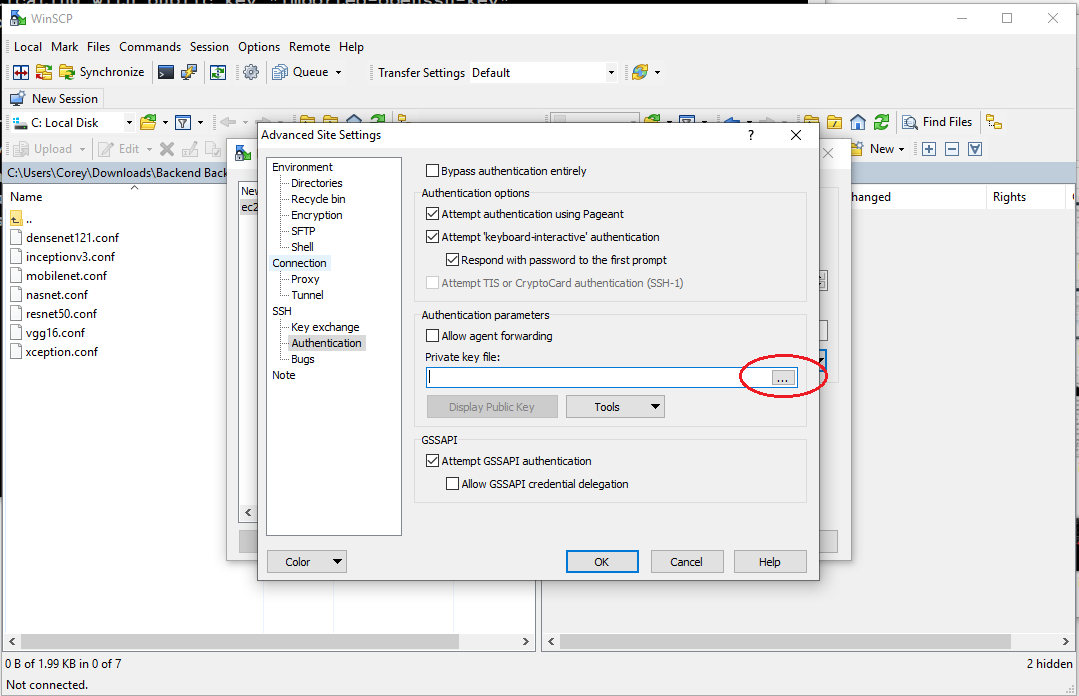 WinSCP
Local Mark Files Commands Session Options Remote Help
Synchronize Queue Transfer Settings Default
New Session
C: Local Disk Find Files
Upload Edit New
C:\Users\Corey\Downloads\Backend Back
Name
..
densenet121.conf
inceptionv3.conf
mobilenet.conf
nasnet.conf
resnet50.conf
vgg16.conf
xception.conf
hanged Rights
Advanced Site Settings ?
Environment
Directories
Recycle bin
Encryption
SFTP
Shell
Connection
Proxy
Tunnel
SSH
Key exchange
Authentication
Bugs
Note
Bypass authentication entirely
Authentication options
Attempt authentication using Pageant
Attempt 'keyboard-interactive' authentication
Respond with password to the first prompt
Attempt TIS or CryptoCard authentication (SSH-1)
Authentication parameters
Allow agent forwarding
Private key file:
...
Display Public Key Tools
GSSAPI
Attempt GSSAPI authentication
Allow GSSAPI credential delegation
Color OK Cancel Help
0 B of 1.99 KB in 0 of 7 2 hidden
Not connected.